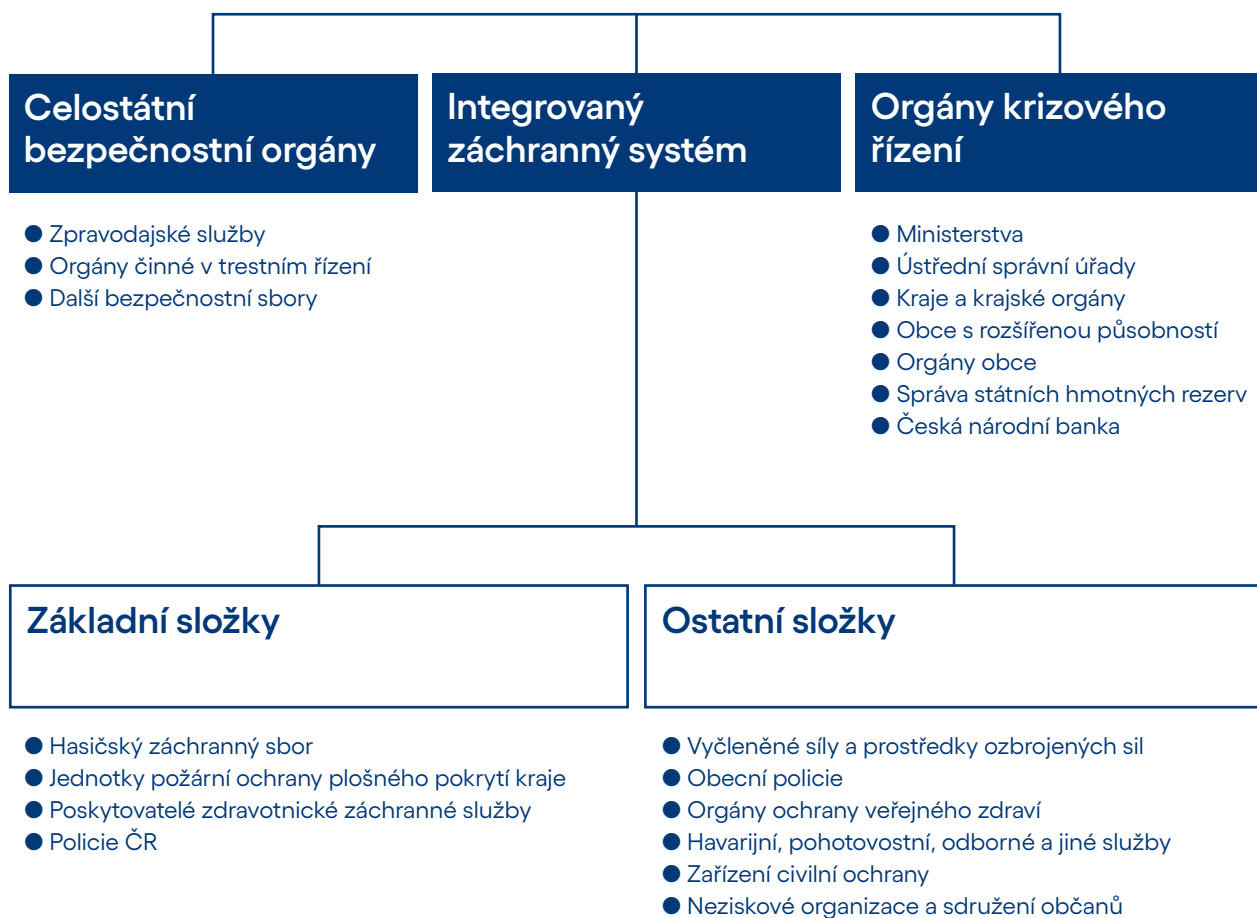 Celostátní
bezpečnostní orgány
Integrovaný
záchranný systém
Orgány krizového
řízení
● Zpravodajské služby
● Orgány činné v trestním řízení
● Další bezpečnostní sbory
● Ministerstva
● Ústřední správní úřady
● Kraje a krajské orgány
● Obce s rozšířenou působností
● Orgány obce
● Správa státních hmotných rezerv
● Česká národní banka
Základní složky
Ostatní složky
● Hasičský záchranný sbor
● Jednotky požární ochrany plošného pokrytí kraje
● Poskytovatelé zdravotnické záchranné služby
● Policie ČR
● Vyčleněné síly a prostředky ozbrojených sil
● Obecní policie
● Orgány ochrany veřejného zdraví
● Havarijní, pohotovostní, odborné a jiné služby
● Zařízení civilní ochrany
● Neziskové organizace a sdružení občanů